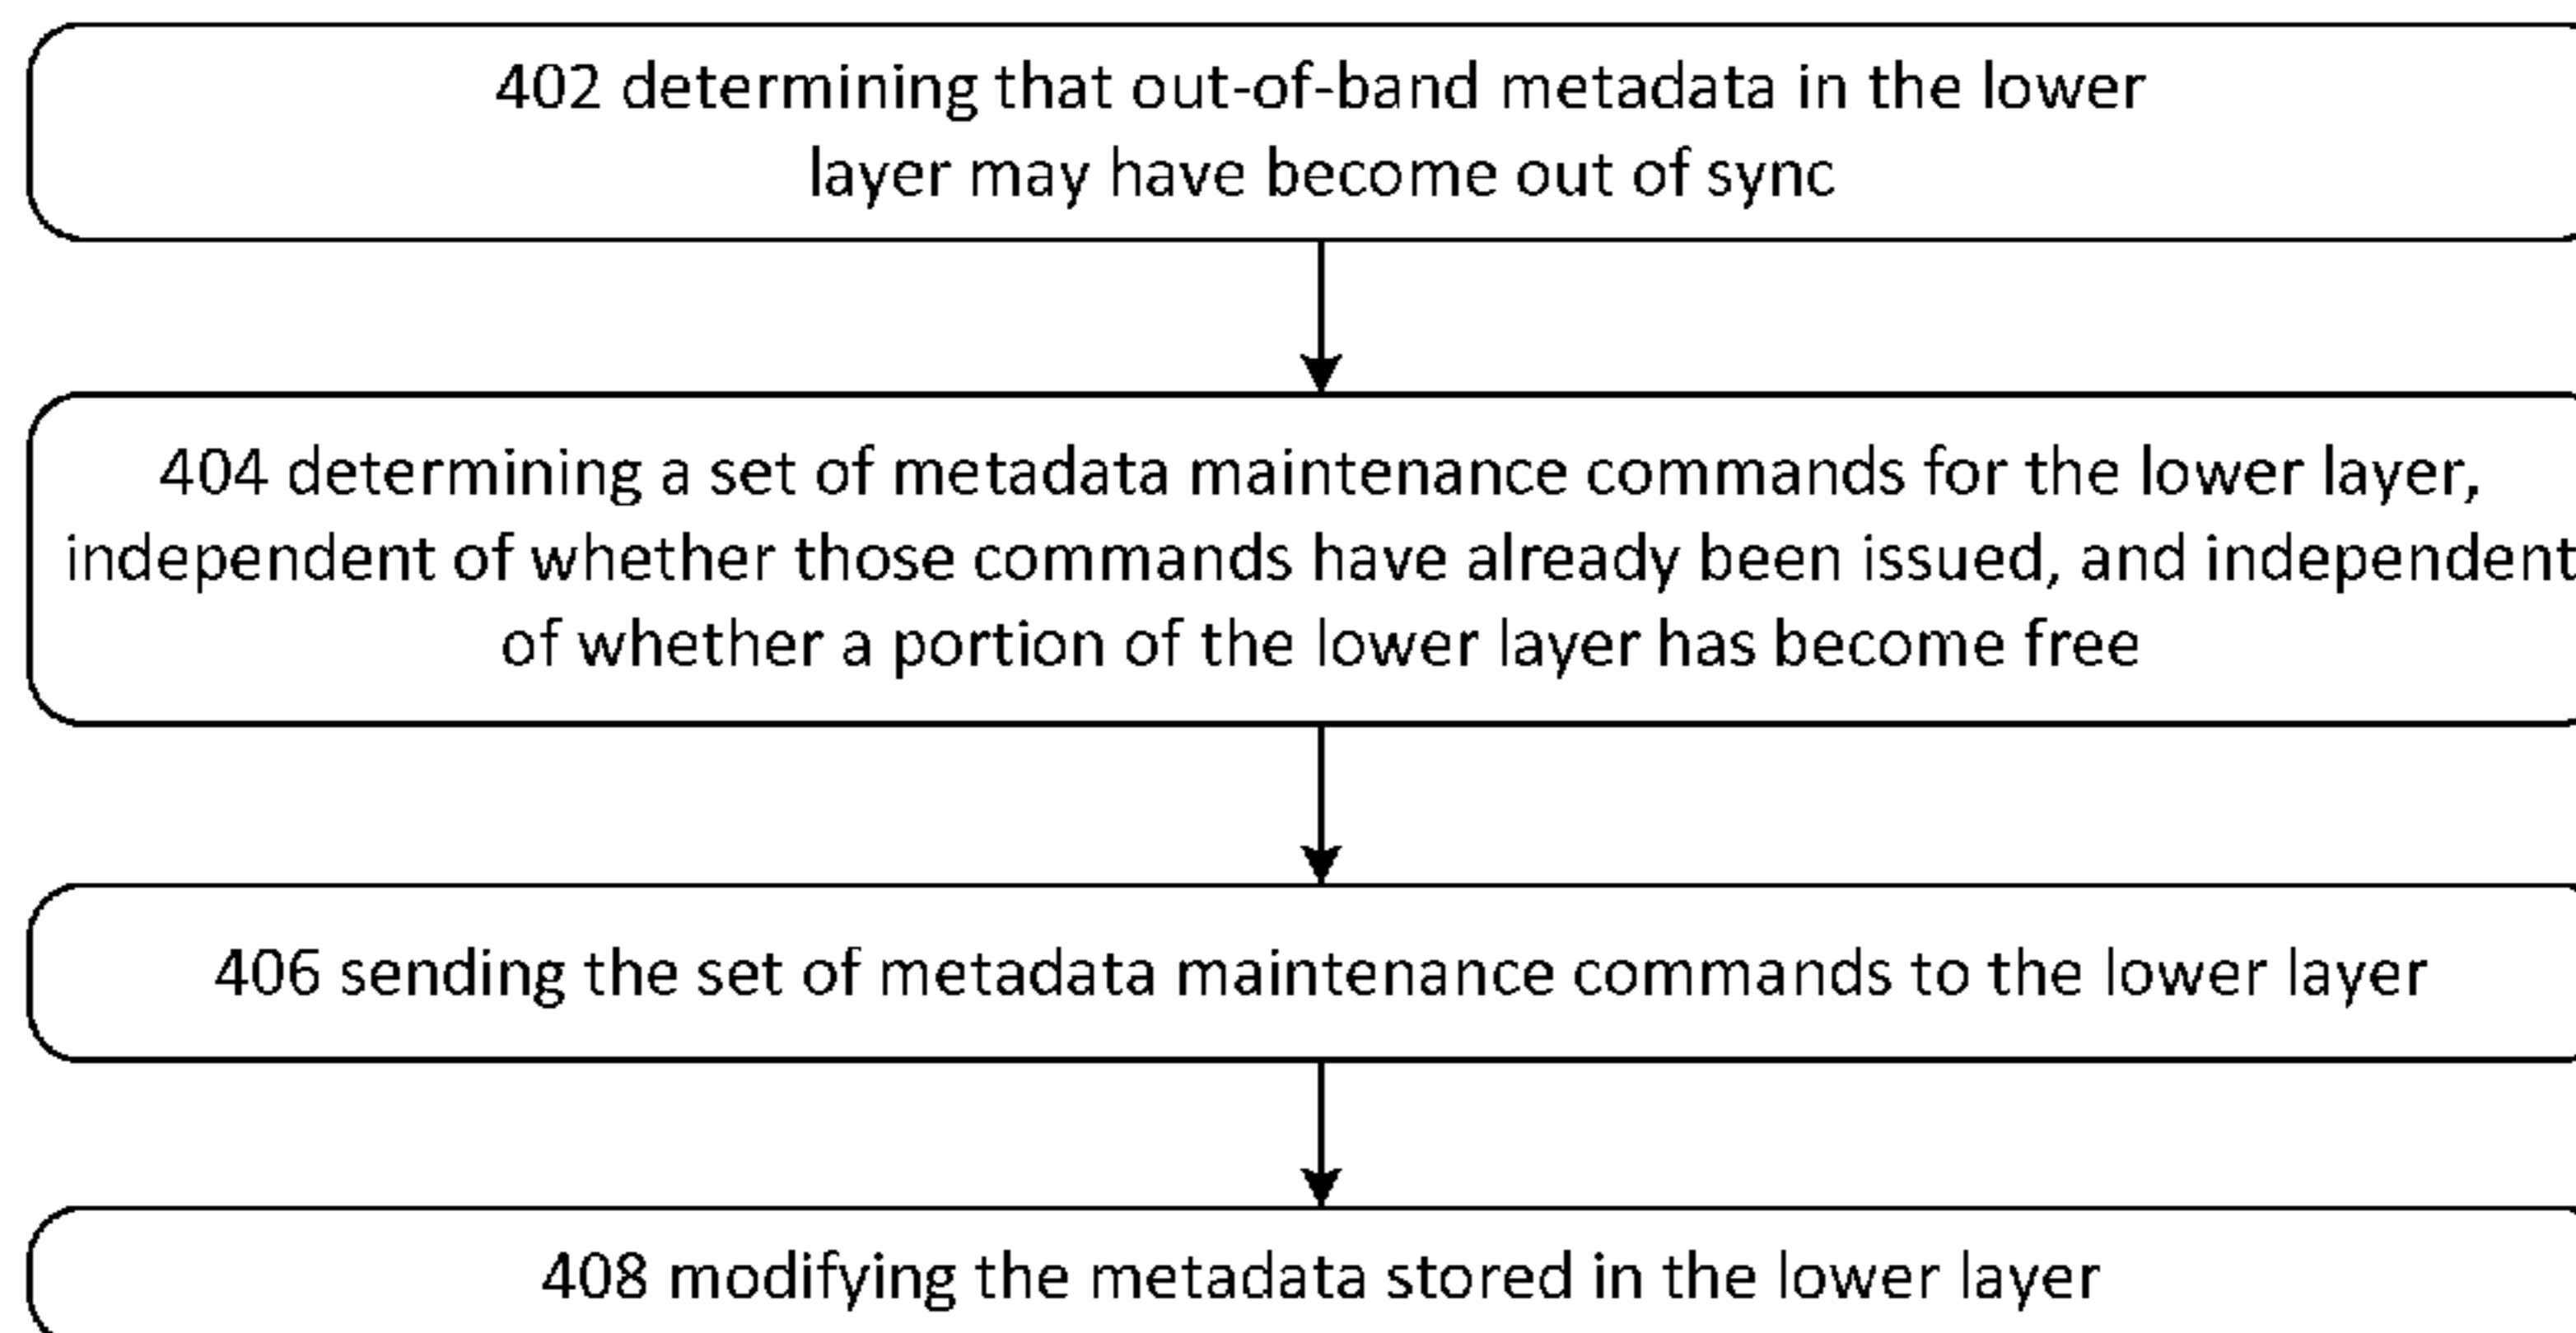 402 determining that out-of-band metadata in the lower
layer may have become out of sync
404 determining a set of metadata maintenance commands for the lower layer,
independent of whether those commands have already been issued, and independent
of whether a portion of the lower layer has become free
406 sending the set of metadata maintenance commands to the lower layer
408 modifying the metadata stored in the lower layer